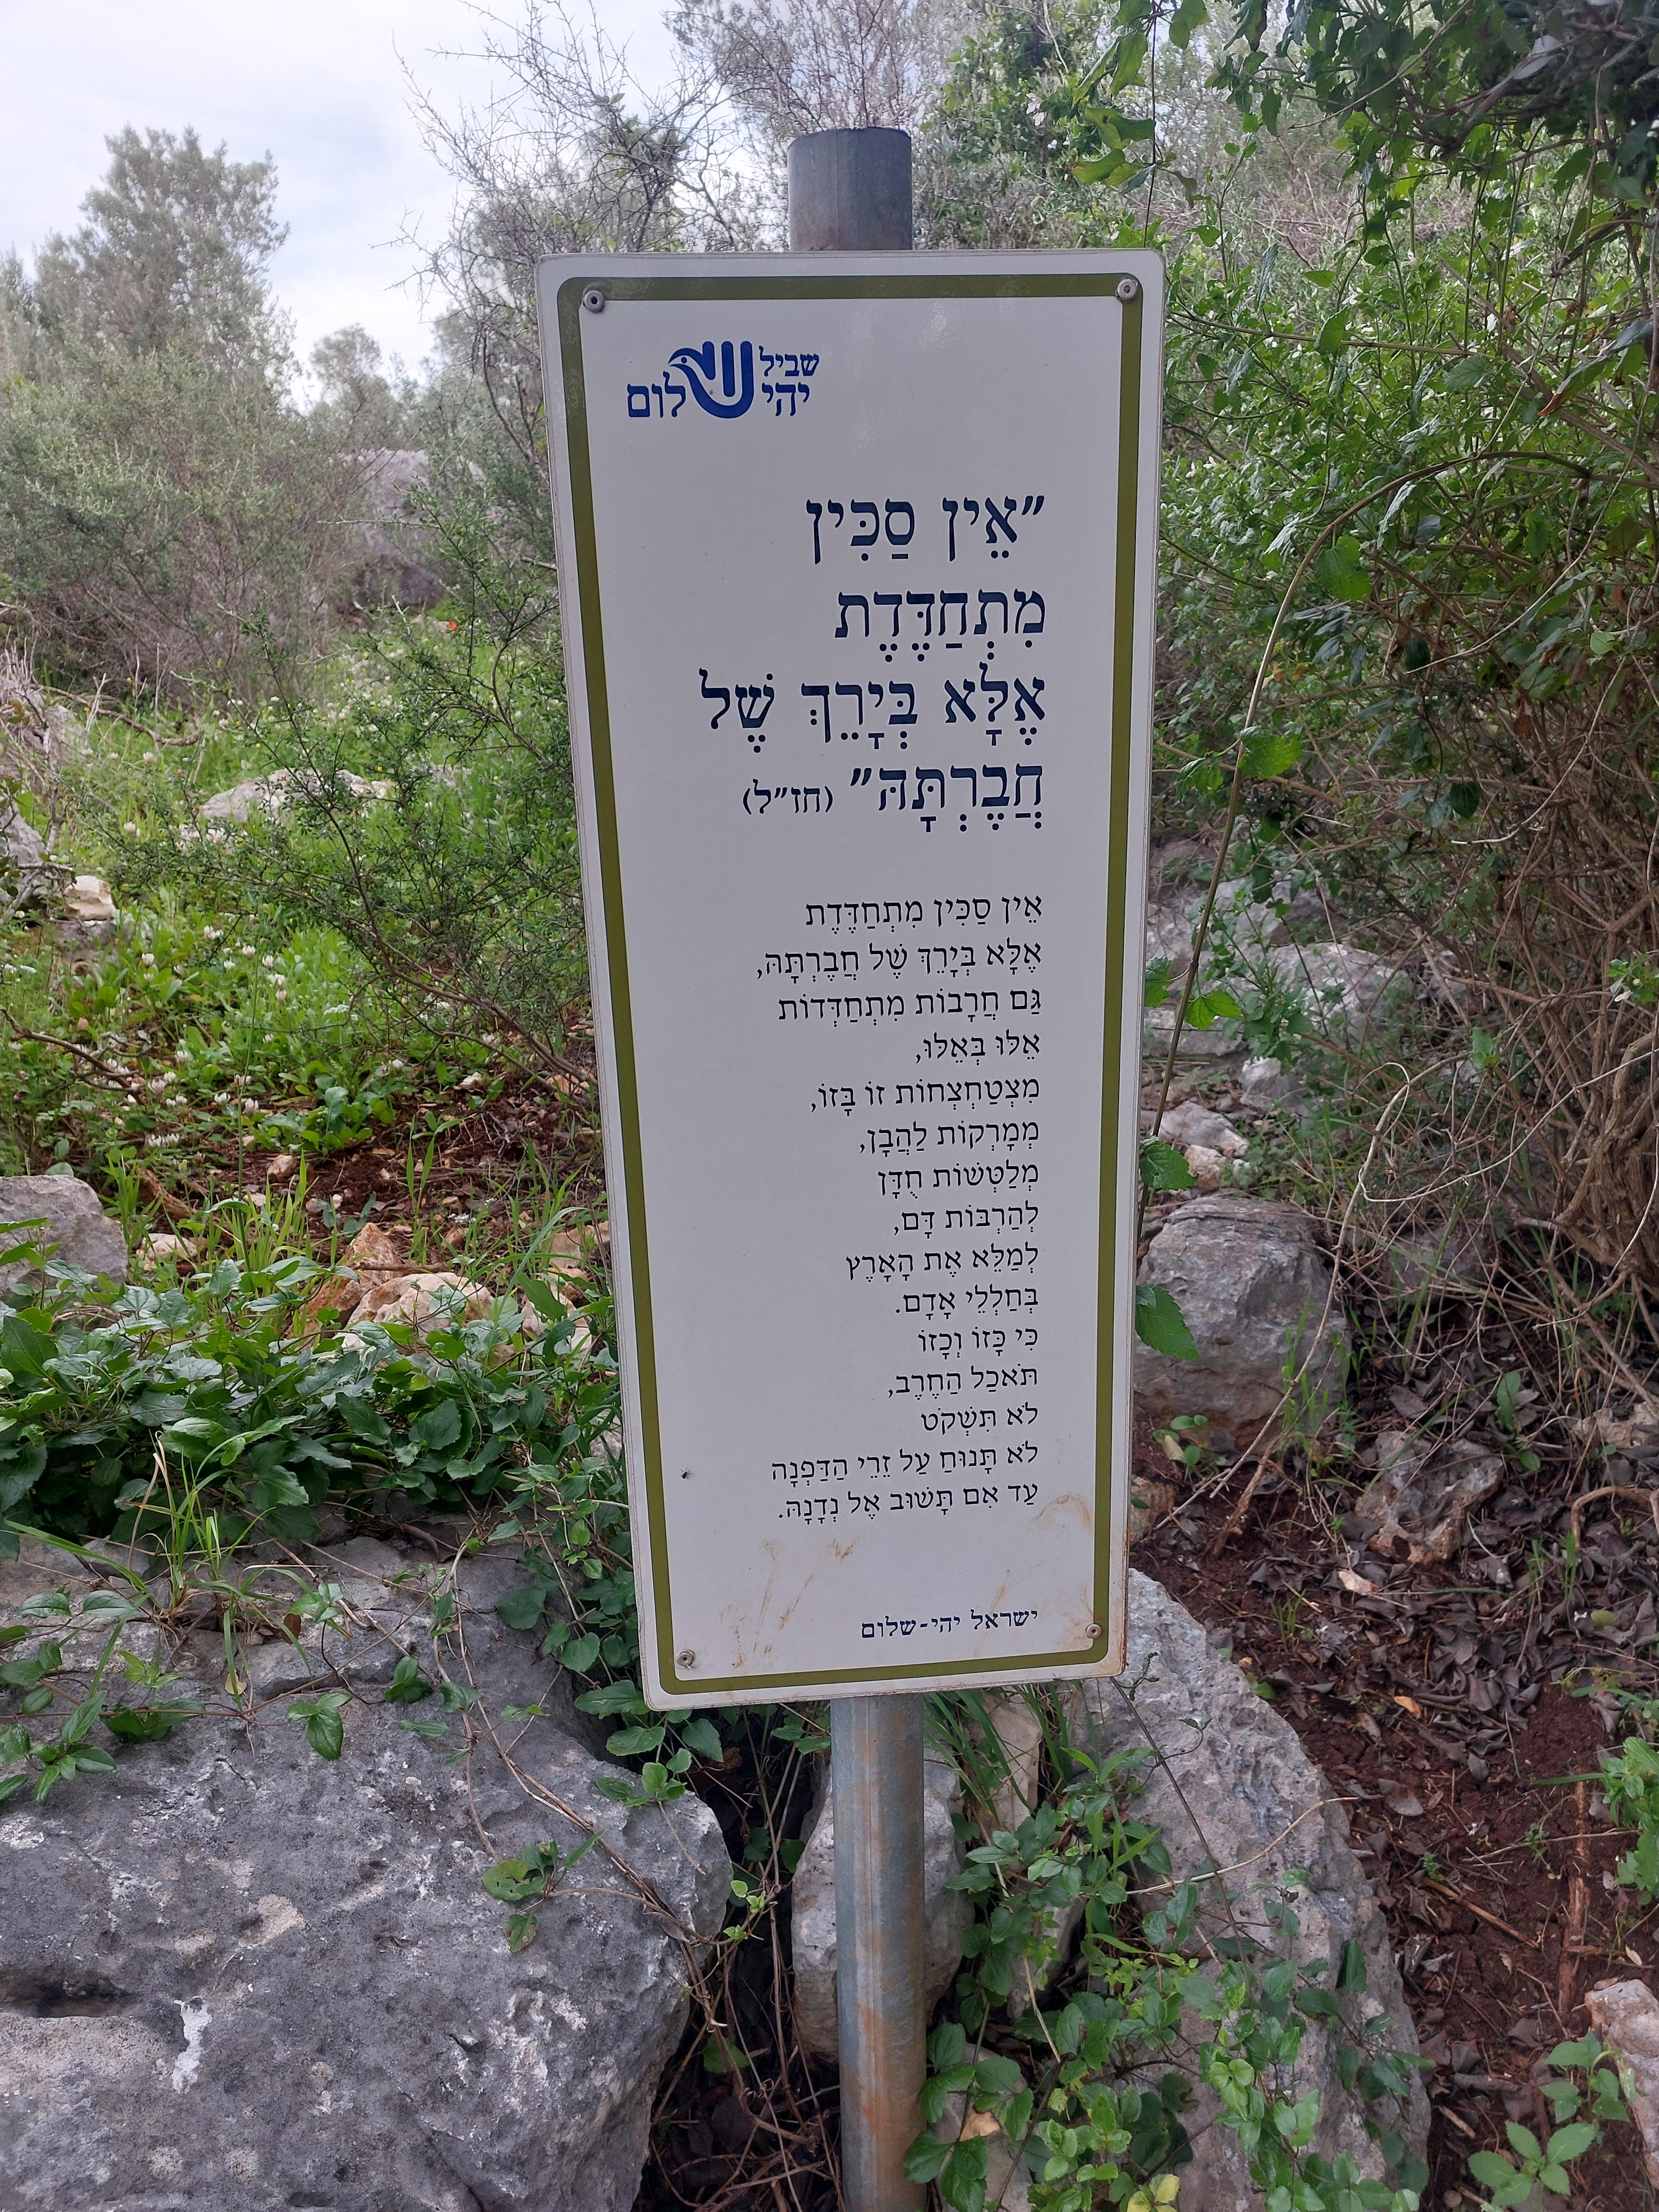 שביל
יהי שלום
"אֵין סַכִּין
מִתְחַדֶּדֶת
אֶלָּא בְּיָרֵךְ שֶׁל
חֲבֶרְתָּהּ" (חז"ל)
אֵין סַכִּין מִתְחַדֶּדֶת
אֶלָּא בְּיָרֵךְ שֶׁל חֲבֶרְתָּהּ,
גַּם חֲרָבוֹת מִתְחַדְּדוֹת
אֵלּוּ בְּאֵלּוּ,
מִצְטַחְצְחוֹת זוֹ בָּזוֹ,
מְמָרְקוֹת לַהֲבָן,
מְלַטְּשׁוֹת חֻדָּן
לְהַרְבּוֹת דָּם,
לְמַלֵּא אֶת הָאָרֶץ
בְּחַלְלֵי אָדָם.
כִּי כָּזוֹ וְכָזוֹ
תֹּאכַל הַחֶרֶב,
לֹא תִּשְׁקֹט
לֹא תָּנוּחַ עַל זֵרֵי הַדַּפְנָה
עַד אִם תָּשׁוּב אֶל נְדָנָהּ.
ישראל יהי-שלום